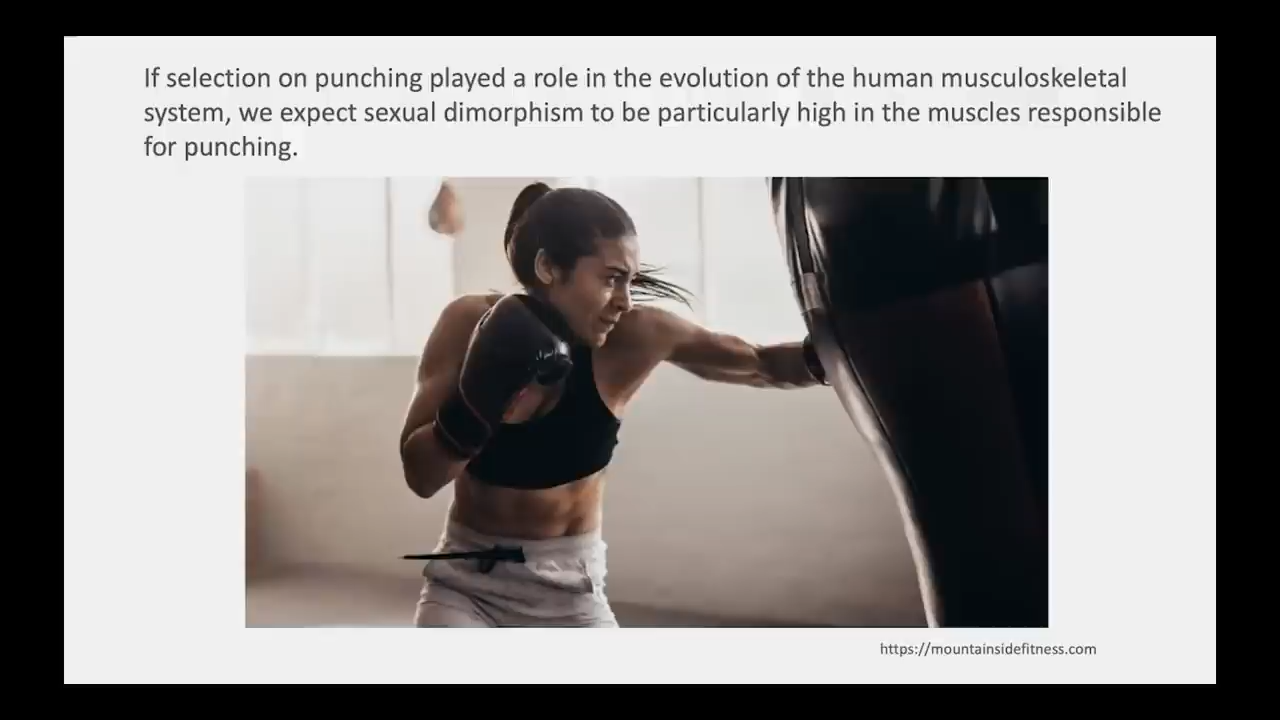 If selection on punching played a role in the evolution of the human musculoskeletal
system, we expect sexual dimorphism to be particularly high in the muscles responsible
for punching.
https://mountainsidefitness.com